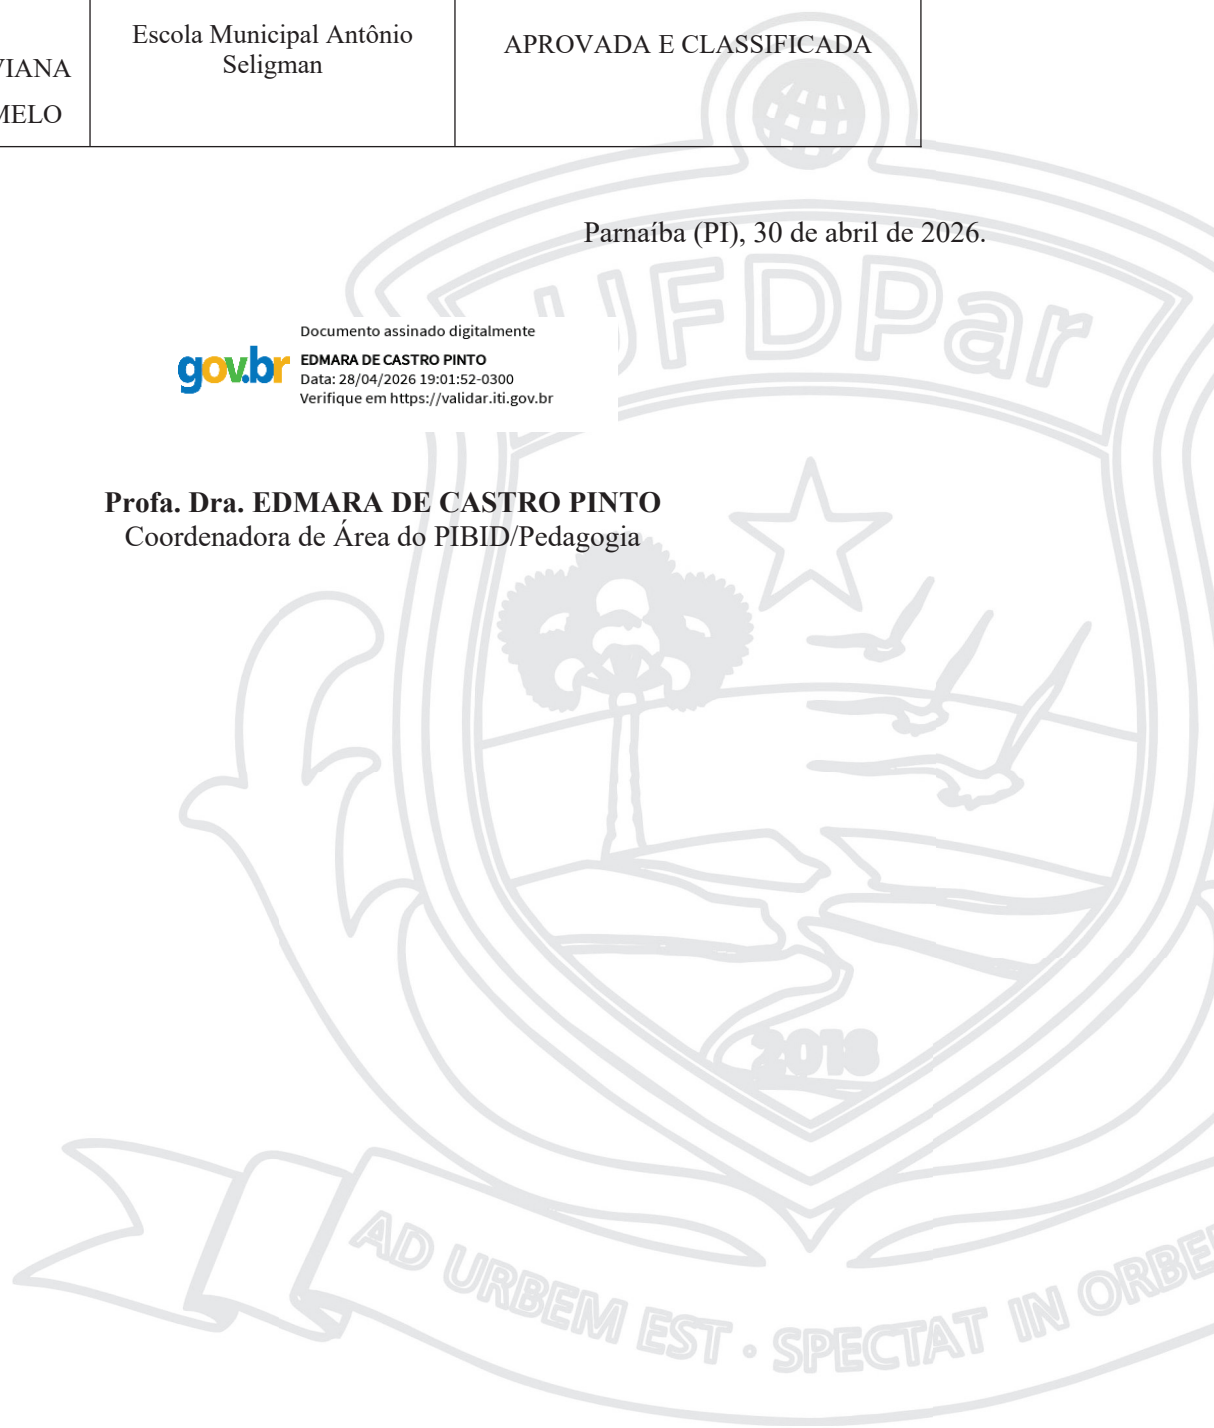 VIANA
MELO
Escola Municipal Antônio
Seligman
APROVADA E CLASSIFICADA
Parnaíba (PI), 30 de abril de 2026.
UFDPar
gov.br
Documento assinado digitalmente
EDMARA DE CASTRO PINTO
Data: 28/04/2026 19:01:52-0300
Verifique em https://validar.iti.gov.br
Profa. Dra. EDMARA DE CASTRO PINTO
Coordenadora de Área do PIBID/Pedagogia
2018
AD URBEM EST · SPECTAT IN ORBE